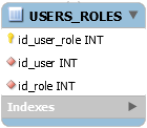 USERS_ROLES
id_user_role INT
id_user INT
id_role INT
Indexes